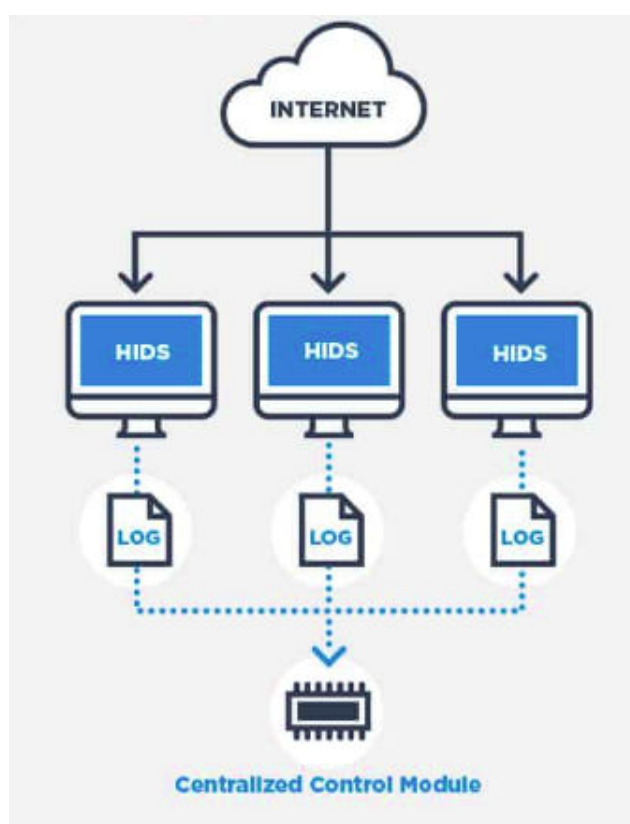 INTERNET
HIDS
HIDS
HIDS
LOG
LOG
LOG
Centralized Control Module